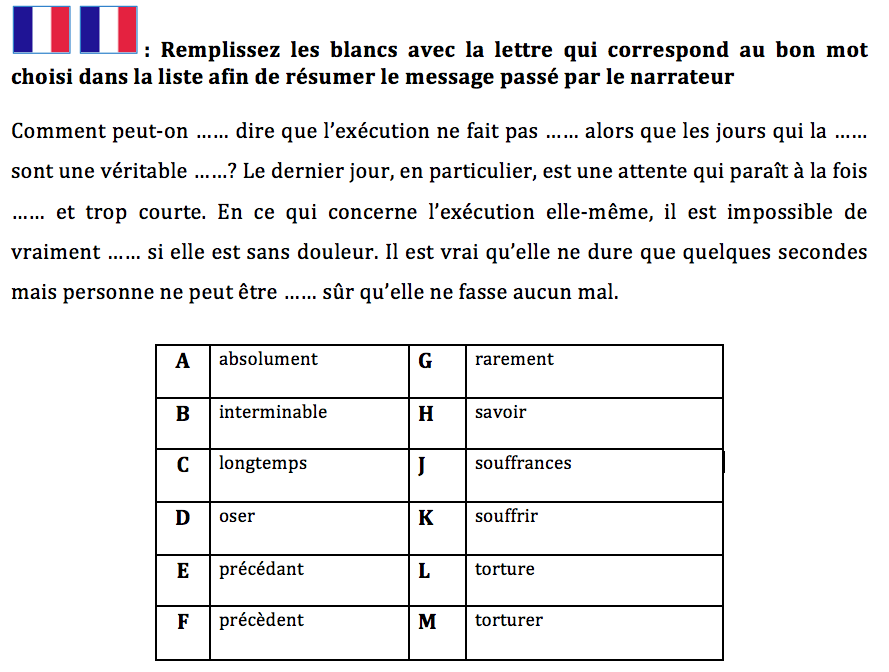 : Remplissez les blancs avec la lettre qui correspond au bon mot
choisi dans la liste afin de résumer le message passé par le narrateur
Comment peut-on …… dire que l’exécution ne fait pas …… alors que les jours qui la ……
sont une véritable ……? Le dernier jour, en particulier, est une attente qui paraît à la fois
…… et trop courte. En ce qui concerne l’exécution elle-même, il est impossible de
vraiment …… si elle est sans douleur. Il est vrai qu’elle ne dure que quelques secondes
mais personne ne peut être …… sûr qu’elle ne fasse aucun mal.
A absolument G rarement
B interminable H savoir
C longtemps J souffrances
D oser K souffrir
E précédant L torture
F précèdent M torturer